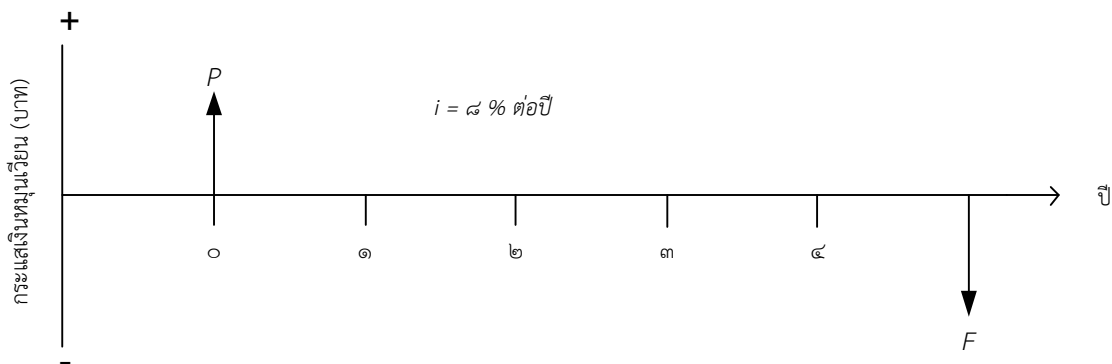 +
กระแสเงินหมุนเวียน (บาท)
P
i = ๘ % ต่อปี
ปี
๐ ๑ ๒ ๓ ๔
F
-